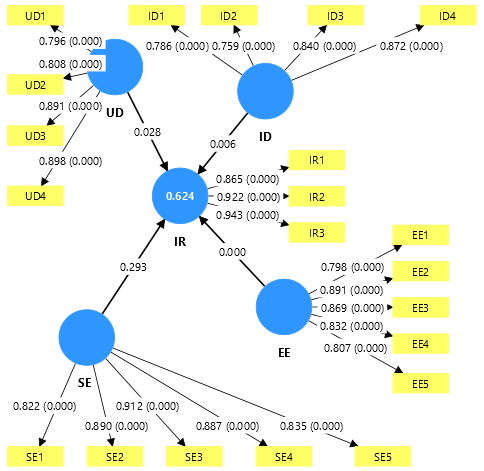 UD1
ID1
ID2
ID3
ID4
0.796 (0.000)
0.786 (0.000)
0.759 (0.000)
0.840 (0.000)
0.872 (0.000)
0.808 (0.000)
UD2
0.891 (0.000)
UD
ID
UD3
0.028
0.006
0.898 (0.000)
UD4
IR1
0.865 (0.000)
0.624
0.922 (0.000)
IR2
0.943 (0.000)
IR3
IR
EE1
0.000
0.798 (0.000)
EE2
0.293
0.891 (0.000)
0.869 (0.000)
EE3
0.832 (0.000)
EE4
0.807 (0.000)
EE
EE5
SE
0.822 (0.000)
0.912 (0.000)
0.890 (0.000)
0.887 (0.000)
0.835 (0.000)
SE1
SE2
SE3
SE4
SE5